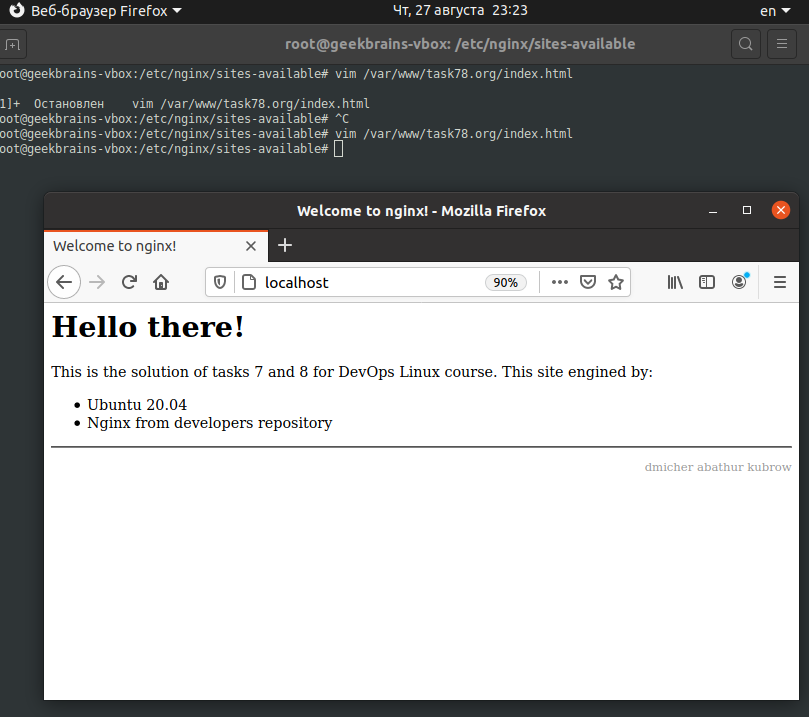 Веб-браузер Firefox
Чт, 27 августа 23:23
en
root@geekbrains-vbox: /etc/nginx/sites-available
oot@geekbrains-vbox:/etc/nginx/sites-available# vim /var/www/task78.org/index.html
1]+  Остановлен    vim /var/www/task78.org/index.html
oot@geekbrains-vbox:/etc/nginx/sites-available# ^C
oot@geekbrains-vbox:/etc/nginx/sites-available# vim /var/www/task78.org/index.html
oot@geekbrains-vbox:/etc/nginx/sites-available#
Welcome to nginx! - Mozilla Firefox
Welcome to nginx!
localhost
90%
Hello there!
This is the solution of tasks 7 and 8 for DevOps Linux course. This site engined by:
• Ubuntu 20.04
• Nginx from developers repository
dmicher abathur kubrow